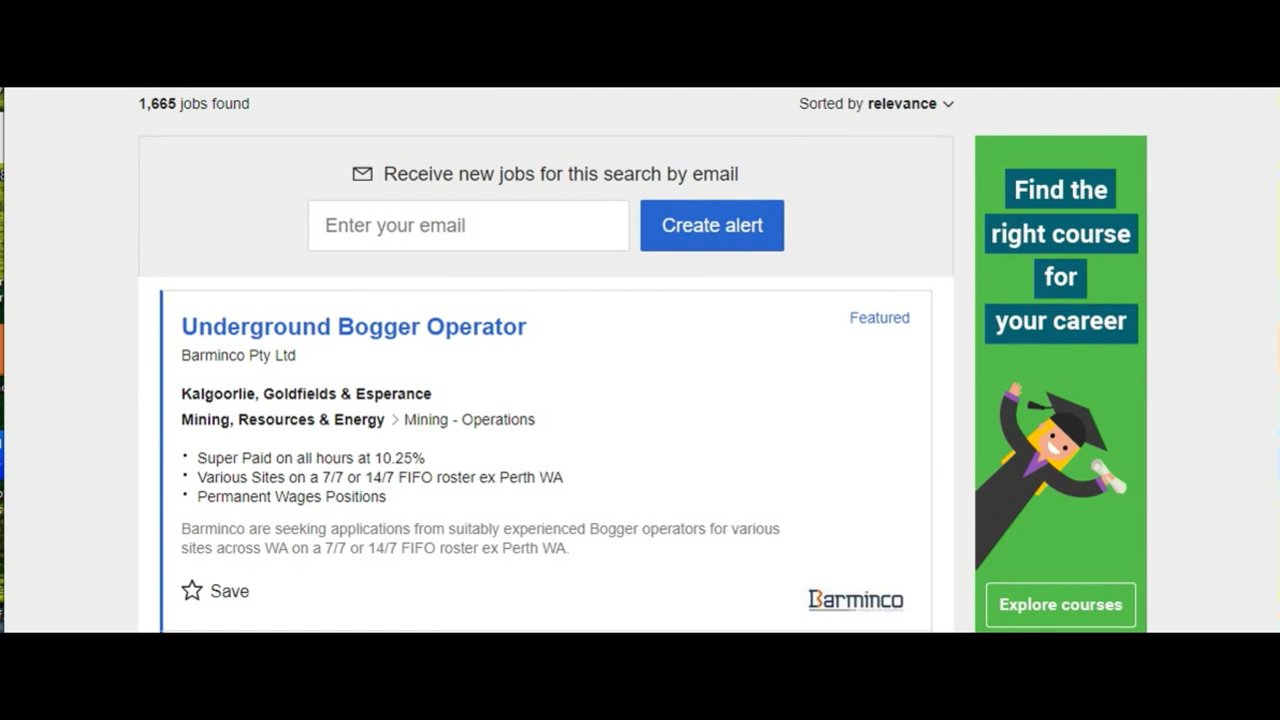 1,665 jobs found
Sorted by relevance
Receive new jobs for this search by email
Enter your email
Create alert
Underground Bogger Operator
Featured
Barminco Pty Ltd
Kalgoorlie, Goldfields & Esperance
Mining, Resources & Energy > Mining - Operations
• Super Paid on all hours at 10.25%
• Various Sites on a 7/7 or 14/7 FIFO roster ex Perth WA
• Permanent Wages Positions
Barminco are seeking applications from suitably experienced Bogger operators for various
sites across WA on a 7/7 or 14/7 FIFO roster ex Perth WA.
Save
Barminco
Find the
right course
for
your career
Explore courses